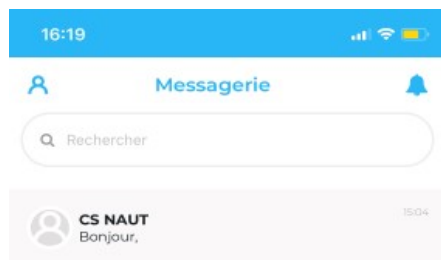 16:19
Messagerie
Rechercher
CS NAUT
15:04
Bonjour,